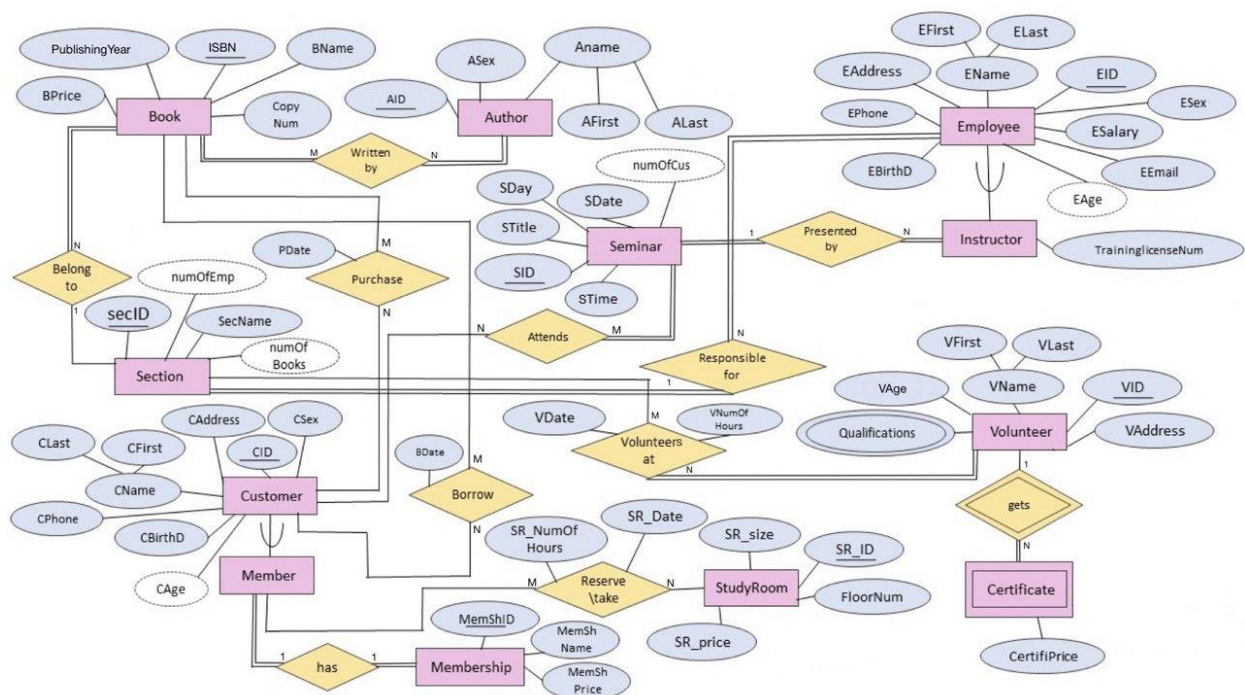 PublishingYear
ISBN
BName
BPrice
Book
Copy
Num
ASex
Aname
AID
Author
AFirst
ALast
M
Written
by
N
EFirst
ELast
EAddress
EName
EID
ESex
EPhone
Employee
ESalary
EBirthD
EEmail
EAge
numOfCus
SDay
SDate
STitle
Seminar
1
Presented
by
N
Instructor
TraininglicenseNum
SID
STime
N
Belong
to
1
numOfEmp
PDate
M
Purchase
N
secID
SecName
numOf
Books
Section
N
Attends
M
N
Responsible
for
1
VFirst
VLast
VAge
VName
VID
Qualifications
Volunteer
VAddress
VDate
M
VNumOf
Hours
Volunteers
at
N
1
gets
N
Certificate
CertifiPrice
CAddress
CSex
CLast
CFirst
CID
CName
Customer
CPhone
CBirthD
CAge
Member
BDate
M
Borrow
N
SR_NumOf
Hours
SR_Date
M
Reserve
\take
N
SR_size
SR_ID
StudyRoom
FloorNum
SR_price
1
has
1
MemShID
MemSh
Name
Membership
MemSh
Price